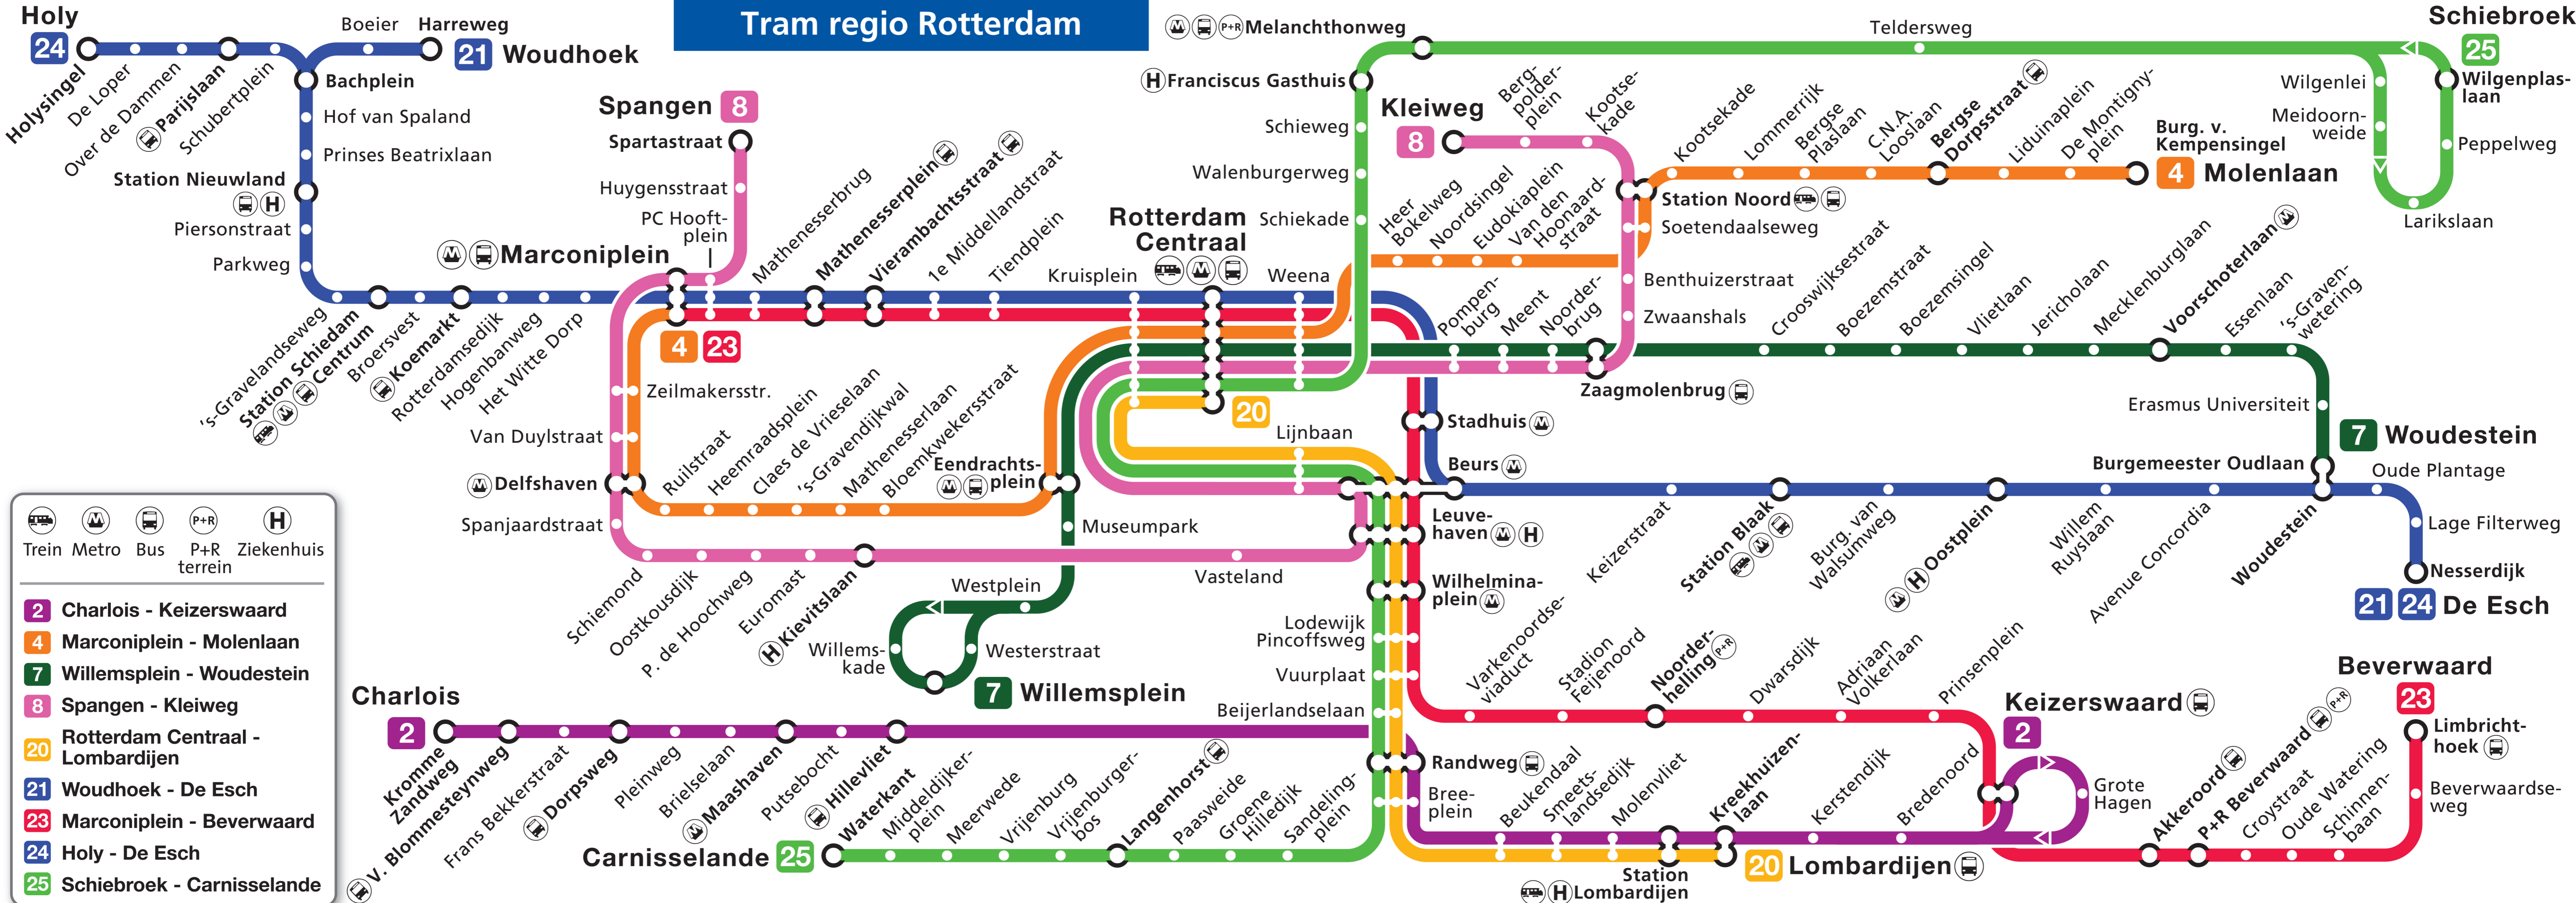 Tram regio Rotterdam
Holy
24
Holysingel
De Loper
Over de Dammen
Parijslaan
Schubertplein
Boeier
Harreweg
21 Woudhoek
Bachplein
Hof van Spaland
Prinses Beatrixlaan
Station Nieuwland
H
Piersonstraat
Parkweg
's-Gravelandseweg
Station Schiedam
Centrum
Broersvest
Koemarkt
Rotterdamsedijk
Hogenbanweg
Het Witte Dorp
Spangen 8
Spartastraat
Huygensstraat
PC Hooft-
plein
Marconiplein
4 23
Mathenesserbrug
Mathenesserplein
Vierambachtsstraat
1e Middellandstraat
Tiendplein
Kruisplein
Rotterdam
Centraal
Weena
20
Lijnbaan
Zeilmakersstr.
Van Duylstraat
Delfshaven
Spanjaardstraat
Ruilstraat
Heemraadsplein
Claes de Vrieselaan
's-Gravendijkwal
Mathenesserlaan
Bloemkwekersstraat
Eendrachts-
plein
Museumpark
Schiemond
Oostkousdijk
P. de Hoochweg
Euromast
H Kievitslaan
Vasteland
Westplein
Willems-
kade
Westerstraat
7 Willemsplein
P+R Melanchthonweg
H Franciscus Gasthuis
Schieweg
Walenburgerweg
Schiekade
Teldersweg
Schiebroek
25
Wilgenplas-
laan
Wilgenlei
Meidoorn-
weide
Peppelweg
Larikslaan
Kleiweg
8
Berg-
polder-
plein
Kootse-
kade
Kootsekade
Lommerrijk
Bergse
Plaslaan
C.N.A.
Looslaan
Bergse
Dorpsstraat
Liduinaplein
De Montigny-
plein
Burg. v.
Kempensingel
4 Molenlaan
Heer
Bokelweg
Noordsingel
Eudokiaplein
Van den
Hoonaard-
straat
Station Noord
Soetendaalseweg
Benthuizerstraat
Zwaanshals
Pompen-
burg
Meent
Noorder-
brug
Zaagmolenbrug
Crooswijksestraat
Boezemstraat
Boezemsingel
Vlietlaan
Jericholaan
Mecklenburglaan
Voorschoterlaan
Essenlaan
's-Graven-
wetering
Erasmus Universiteit
7 Woudestein
Burgemeester Oudlaan
Oude Plantage
Lage Filterweg
Nesserdijk
21 24 De Esch
Stadhuis
Beurs
Keizerstraat
Station Blaak
Burg. van
Walsumweg
H Oostplein
Willem
Ruyslaan
Avenue Concordia
Woudestein
Leuve-
haven H
Wilhelmina-
plein
Lodewijk
Pincoffsweg
Vuurplaat
Beijerlandselaan
Randweg
Bree-
plein
Varkenoordse-
viaduct
Stadion
Feijenoord
Noorder-
helling P+R
Dwarsdijk
Adriaan
Volkerlaan
Prinsenplein
Keizerswaard
2
Grote
Hagen
Beverwaard
23
Limbricht-
hoek
Beverwaardse-
weg
Akkeroord
P+R Beverwaard P+R
Croystraat
Oude Watering
Schinnen-
baan
Beukendaal
Smeets-
landsedijk
Molenvliet
Kreekhuizen-
laan
Kerstendijk
Bredenoord
Station
H Lombardijen
20 Lombardijen
Charlois
2
Kromme
Zandweg
V. Blommesteynweg
Frans Bekkerstraat
Dorpsweg
Pleinweg
Brielselaan
Maashaven
Putsebocht
Hillevliet
Carnisselande 25
Waterkant
Middeldijker-
plein
Meerwede
Vrijenburg
Vrijenburger-
bos
Langenhorst
Paasweide
Groene
Hilledijk
Sandeling-
plein
P+R H
Trein Metro Bus P+R Ziekenhuis
terrein
2 Charlois - Keizerswaard
4 Marconiplein - Molenlaan
7 Willemsplein - Woudestein
8 Spangen - Kleiweg
20 Rotterdam Centraal -
Lombardijen
21 Woudhoek - De Esch
23 Marconiplein - Beverwaard
24 Holy - De Esch
25 Schiebroek - Carnisselande